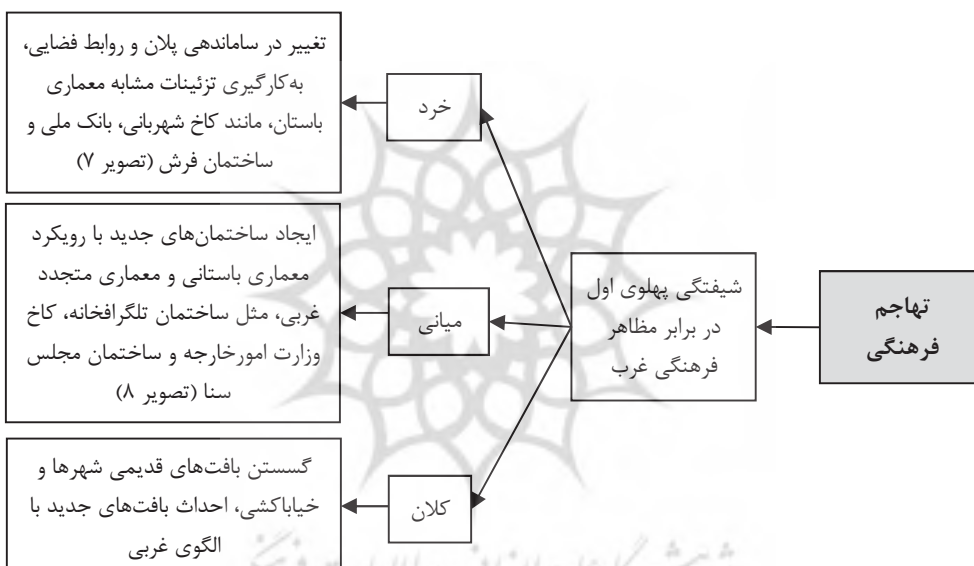 تهاجم
فرهنگی
شیفتگی پهلوی اول
در برابر مظاهر
فرهنگی غرب
خرد
تغییر در ساماندهی پلان و روابط فضایی،
به‌کارگیری تزئینات مشابه معماری
باستان، مانند کاخ شهربانی، بانک ملی و
ساختمان فرش (تصویر ۷)
میانی
ایجاد ساختمان‌های جدید با رویکرد
معماری باستانی و معماری متجدد
غربی، مثل ساختمان تلگرافخانه، کاخ
وزارت امورخارجه و ساختمان مجلس
سنا (تصویر ۸)
کلان
گسستن بافت‌های قدیمی شهرها و
خیاباکشی، احداث بافت‌های جدید با
الگوی غربی